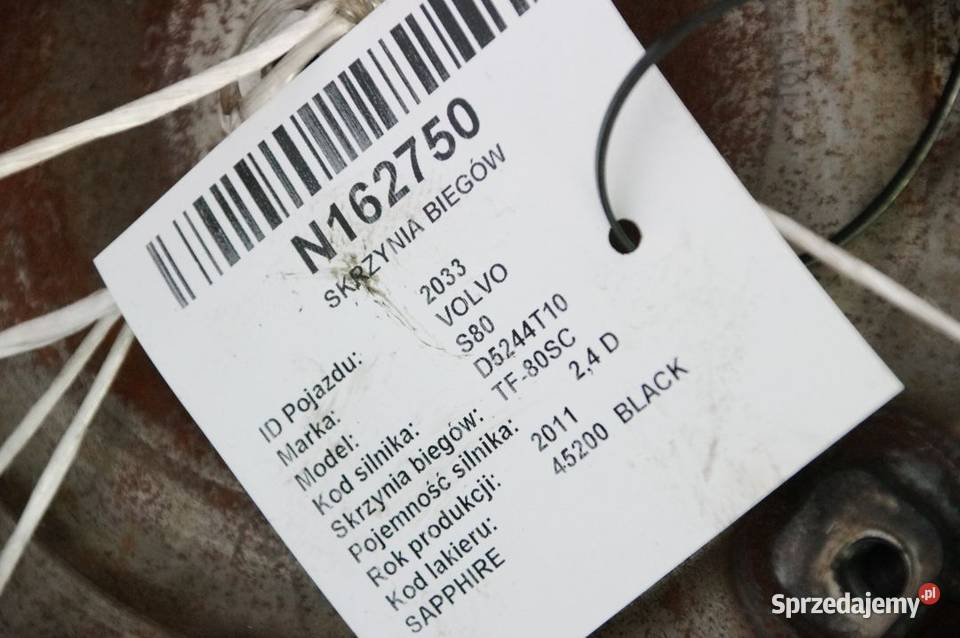 N162750
SKRZYNIA BIEGÓW
ID Pojazdu: 2033
Marka: VOLVO
Model: S80
Kod silnika: D5244T10
Skrzynia biegów: TF-80SC
Pojemność silnika: 2,4 D
Rok produkcji: 2011
Kod lakieru: 45200 BLACK
SAPPHIRE
Sprzedajemy.pl